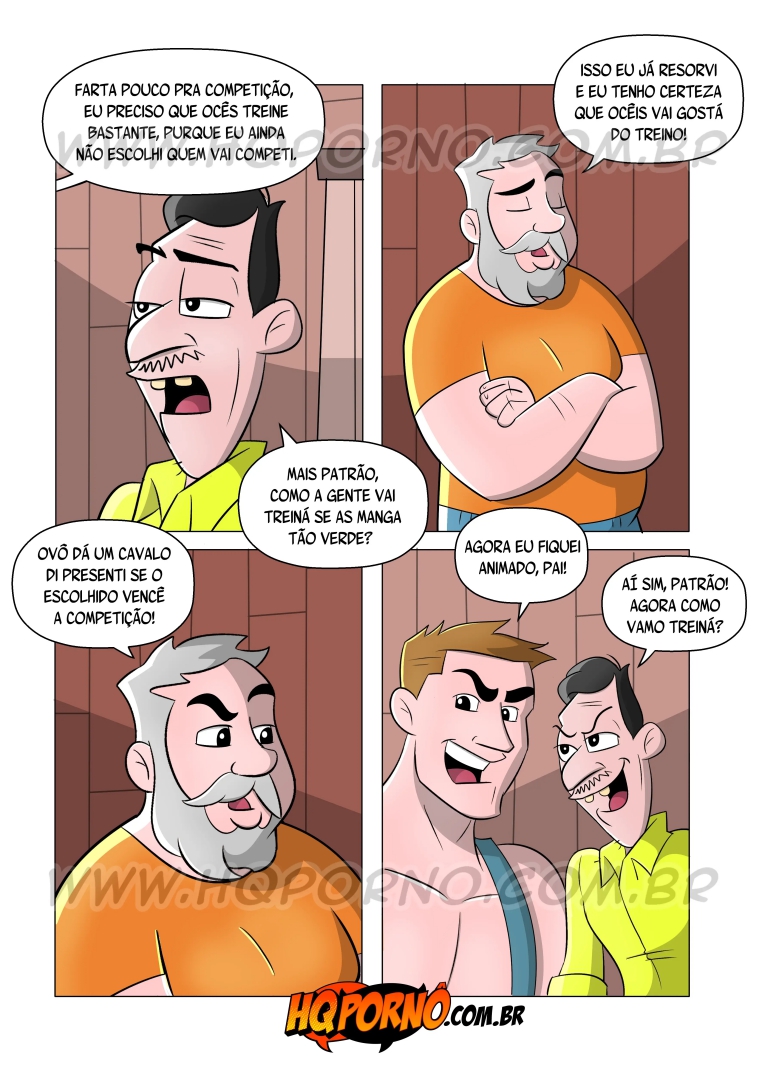 FARTA POUCO PRA COMPETIÇÃO,
EU PRECISO QUE OCÊS TREINE
BASTANTE, PURQUE EU AINDA
NÃO ESCOLHI QUEM VAI COMPETI.
MAIS PATRÃO,
COMO A GENTE VAI
TREINÁ SE AS MANGA
TÃO VERDE?
ISSO EU JÁ RESORVI
E EU TENHO CERTEZA
QUE OCÊIS VAI GOSTÁ
DO TREINO!
WWW.HQPORNO.COM.BR
OVÔ DÁ UM CAVALO
DI PRESENTI SE O
ESCOLHIDO VENCÊ
A COMPETIÇÃO!
AGORA EU FIQUEI
ANIMADO, PAI!
AÍ SIM, PATRÃO!
AGORA COMO
VAMO TREINÁ?
WWW.HQPORNO.COM.BR
HQPORNÔ.COM.BR